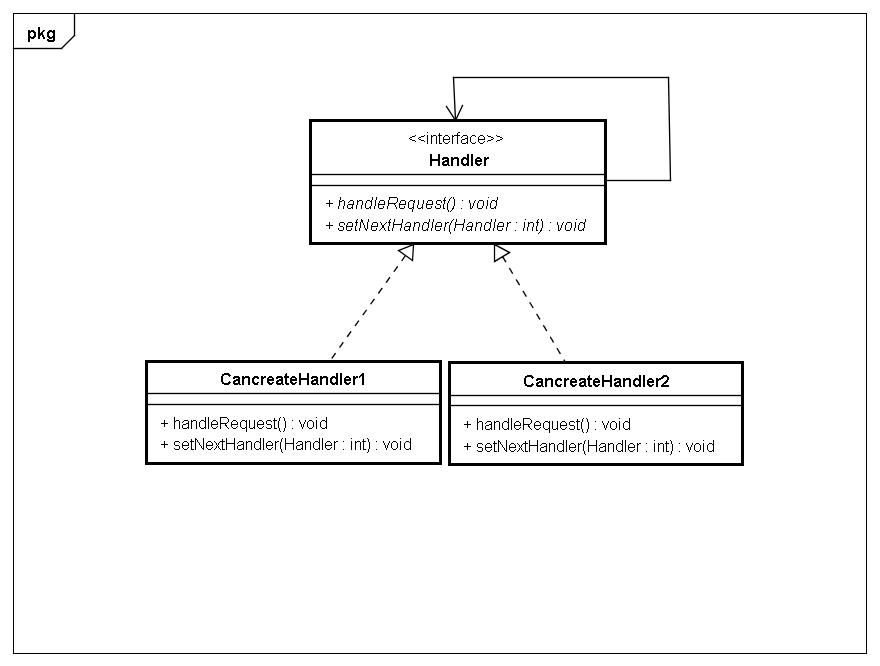 pkg
<<interface>>
Handler
+ handleRequest() : void
+ setNextHandler(Handler : int) : void
CancreateHandler1
+ handleRequest() : void
+ setNextHandler(Handler : int) : void
CancreateHandler2
+ handleRequest() : void
+ setNextHandler(Handler : int) : void